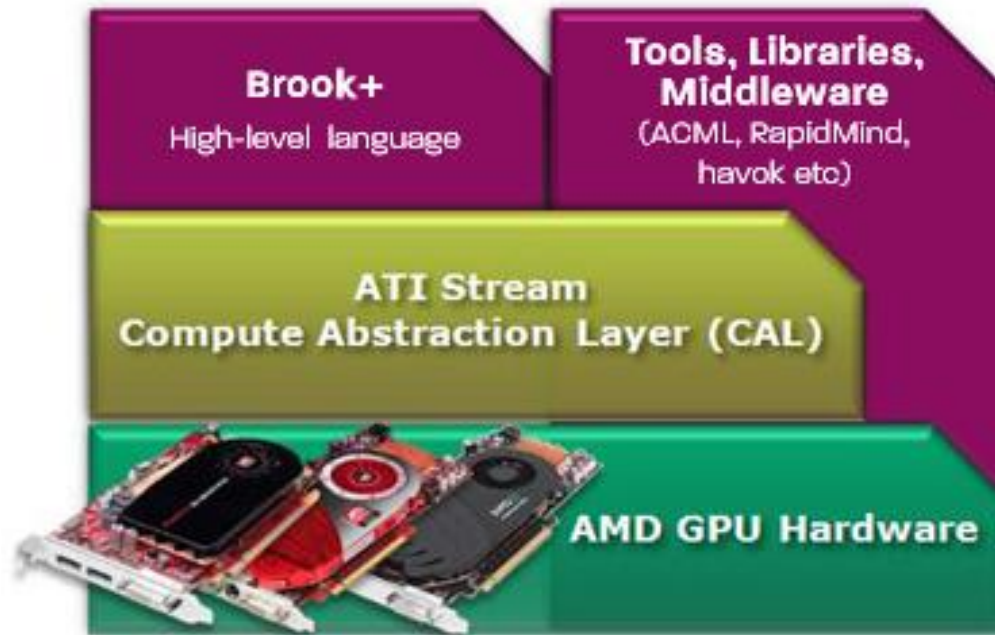 Brook+
High-level language
Tools, Libraries,
Middleware
(ACML, RapidMind,
havok etc)
ATI Stream
Compute Abstraction Layer (CAL)
AMD GPU Hardware